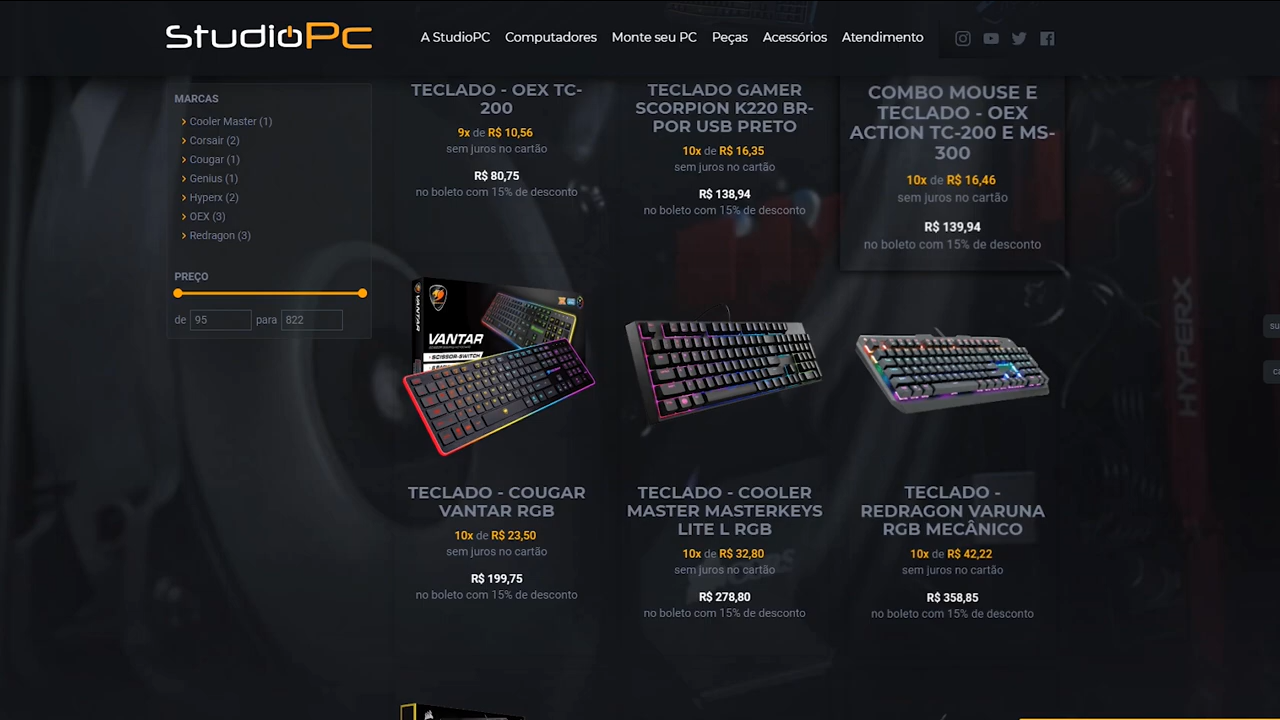 StudioPC
A StudioPC
Computadores
Monte seu PC
Peças
Acessórios
Atendimento
MARCAS
Cooler Master (1)
Corsair (2)
Cougar (1)
Genius (1)
Hyperx (2)
OEX (3)
Redragon (3)
PREÇO
de 95 para 822
TECLADO - OEX TC-
200
9x de R$ 10,56
sem juros no cartão
R$ 80,75
no boleto com 15% de desconto
TECLADO GAMER
SCORPION K220 BR-
POR USB PRETO
10x de R$ 16,35
sem juros no cartão
R$ 138,94
no boleto com 15% de desconto
COMBO MOUSE E
TECLADO - OEX
ACTION TC-200 E MS-
300
10x de R$ 16,46
sem juros no cartão
R$ 139,94
no boleto com 15% de desconto
VANTAR
VANTAR
SCISSOR-SWITCH
TECLADO - COUGAR
VANTAR RGB
10x de R$ 23,50
sem juros no cartão
R$ 199,75
no boleto com 15% de desconto
TECLADO - COOLER
MASTER MASTERKEYS
LITE L RGB
10x de R$ 32,80
sem juros no cartão
R$ 278,80
no boleto com 15% de desconto
TECLADO -
REDRAGON VARUNA
RGB MECÂNICO
10x de R$ 42,22
sem juros no cartão
R$ 358,85
no boleto com 15% de desconto
HYPERX